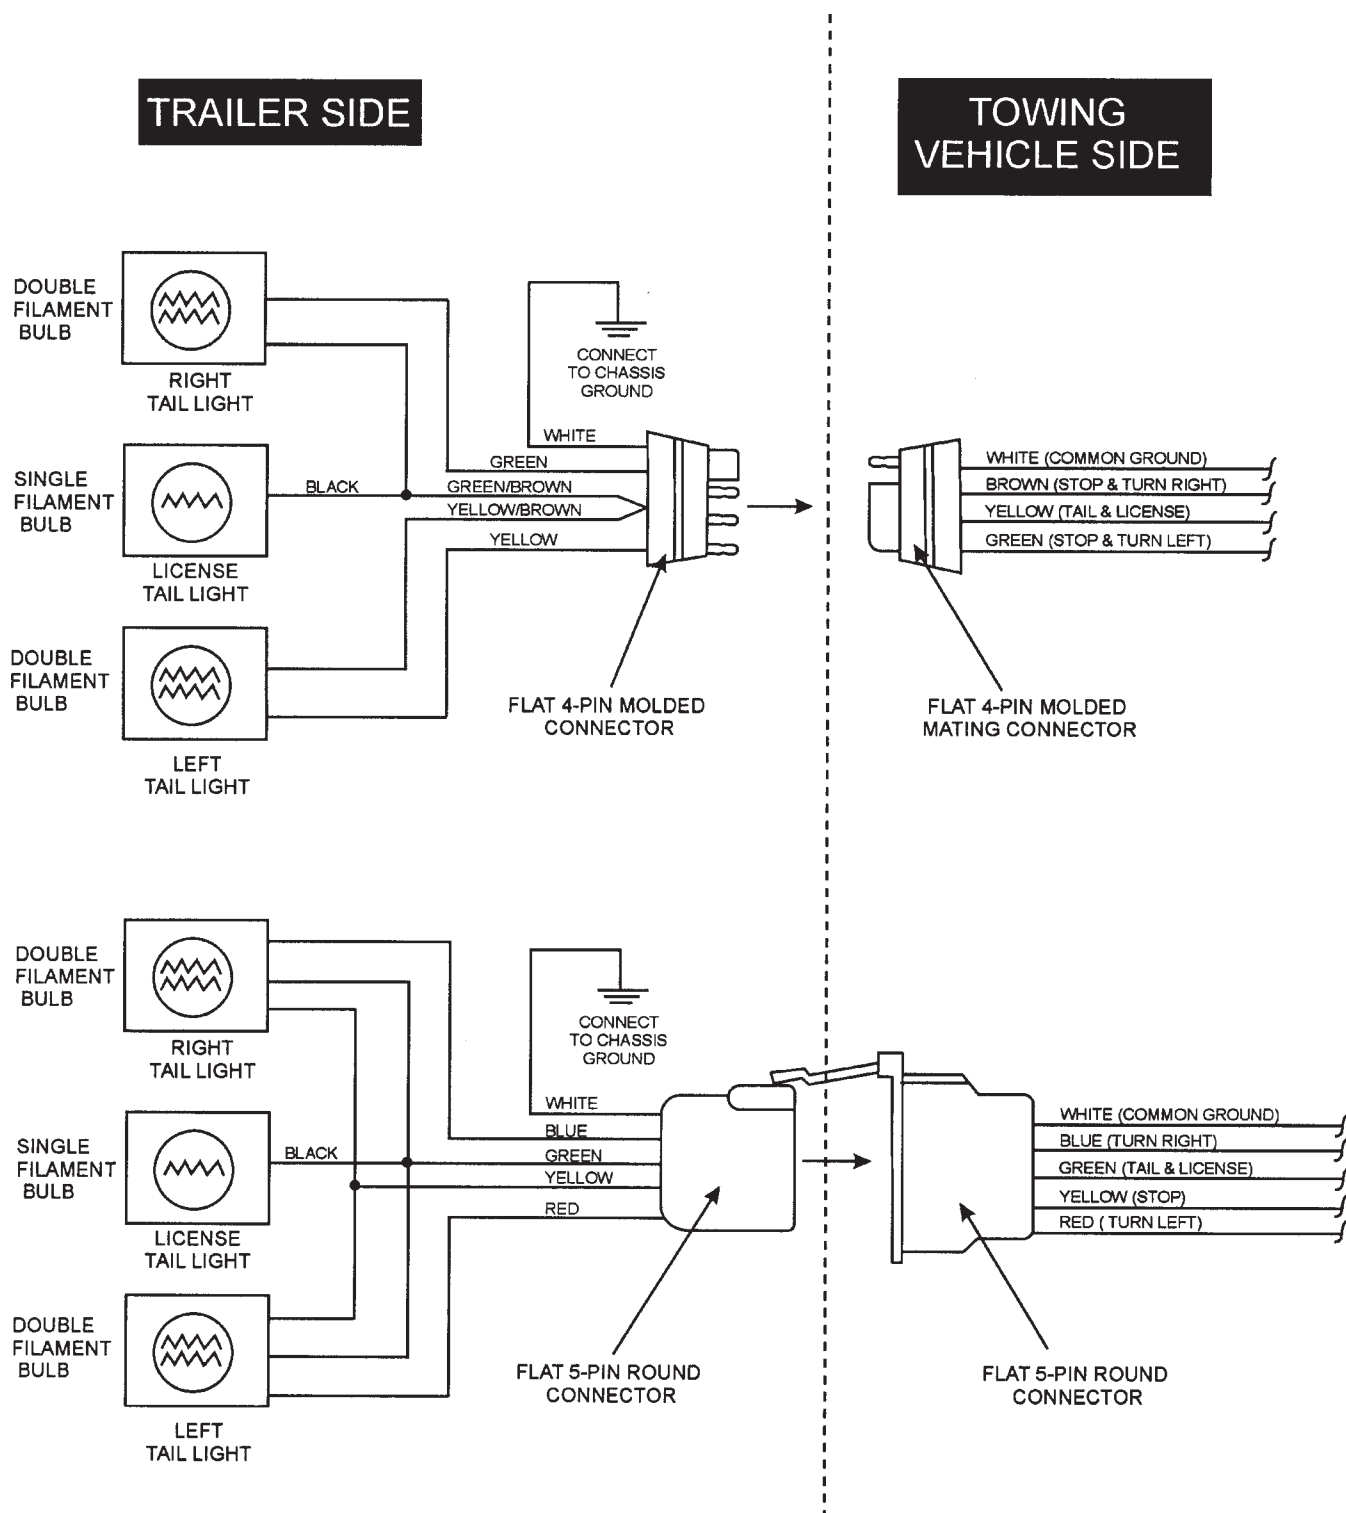 TRAILER SIDE
TOWING
VEHICLE SIDE
DOUBLE
FILAMENT
BULB
RIGHT
TAIL LIGHT
CONNECT
TO CHASSIS
GROUND
WHITE
GREEN
SINGLE
FILAMENT
BULB
BLACK
GREEN/BROWN
YELLOW/BROWN
YELLOW
LICENSE
TAIL LIGHT
WHITE (COMMON GROUND)
BROWN (STOP & TURN RIGHT)
YELLOW (TAIL & LICENSE)
GREEN (STOP & TURN LEFT)
DOUBLE
FILAMENT
BULB
LEFT
TAIL LIGHT
FLAT 4-PIN MOLDED
CONNECTOR
FLAT 4-PIN MOLDED
MATING CONNECTOR
DOUBLE
FILAMENT
BULB
RIGHT
TAIL LIGHT
CONNECT
TO CHASSIS
GROUND
WHITE
BLUE
SINGLE
FILAMENT
BULB
BLACK
GREEN
YELLOW
RED
LICENSE
TAIL LIGHT
WHITE (COMMON GROUND)
BLUE (TURN RIGHT)
GREEN (TAIL & LICENSE)
YELLOW (STOP)
RED ( TURN LEFT)
DOUBLE
FILAMENT
BULB
LEFT
TAIL LIGHT
FLAT 5-PIN ROUND
CONNECTOR
FLAT 5-PIN ROUND
CONNECTOR